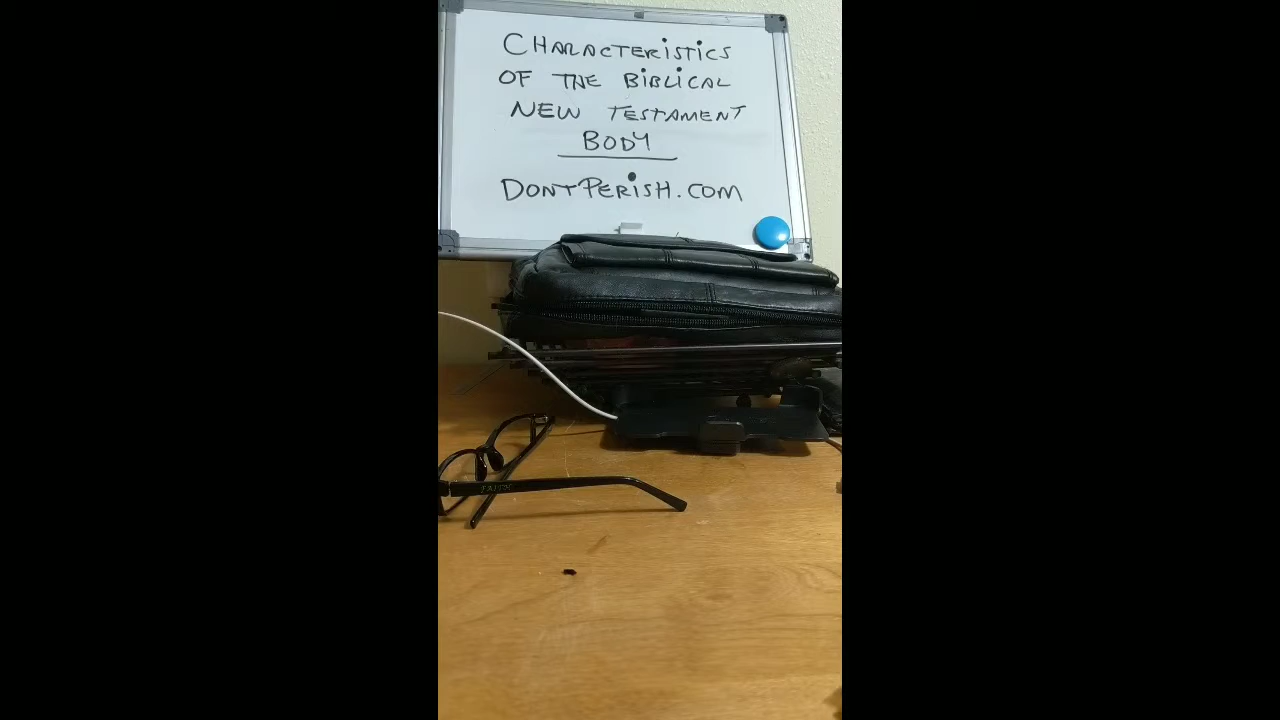 CHARACTERiSTiCS
OF THE BiBLiCAL
NEW TESTAMENT
BODY
DONTPERiSH.COM